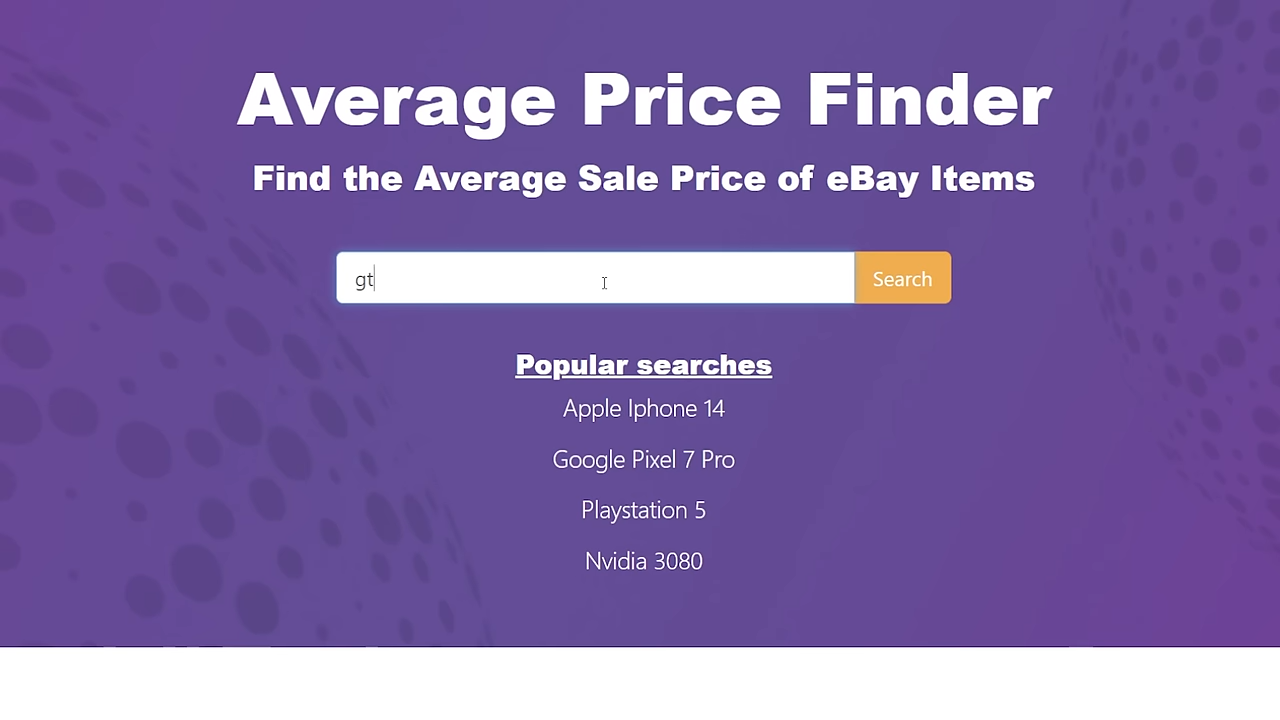 Average Price Finder
Find the Average Sale Price of eBay Items
gt
Search
Popular searches
Apple Iphone 14
Google Pixel 7 Pro
Playstation 5
Nvidia 3080